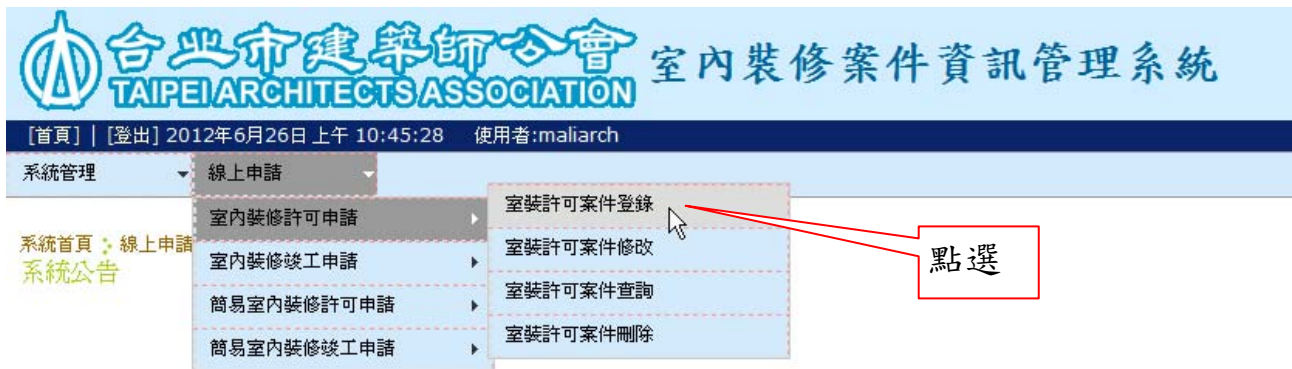 台北市建築師公會 室內裝修案件資訊管理系統
TAIPEI ARCHITECTS ASSOCIATION
[首頁] | [登出] 2012年6月26日 上午 10:45:28 使用者:maliarch
系統管理 線上申請
室內裝修許可申請 室裝許可案件登錄
系統首頁 : 線上申請
系統公告
室內裝修竣工申請 室裝許可案件修改
點選
簡易室內裝修許可申請 室裝許可案件查詢
簡易室內裝修竣工申請 室裝許可案件刪除